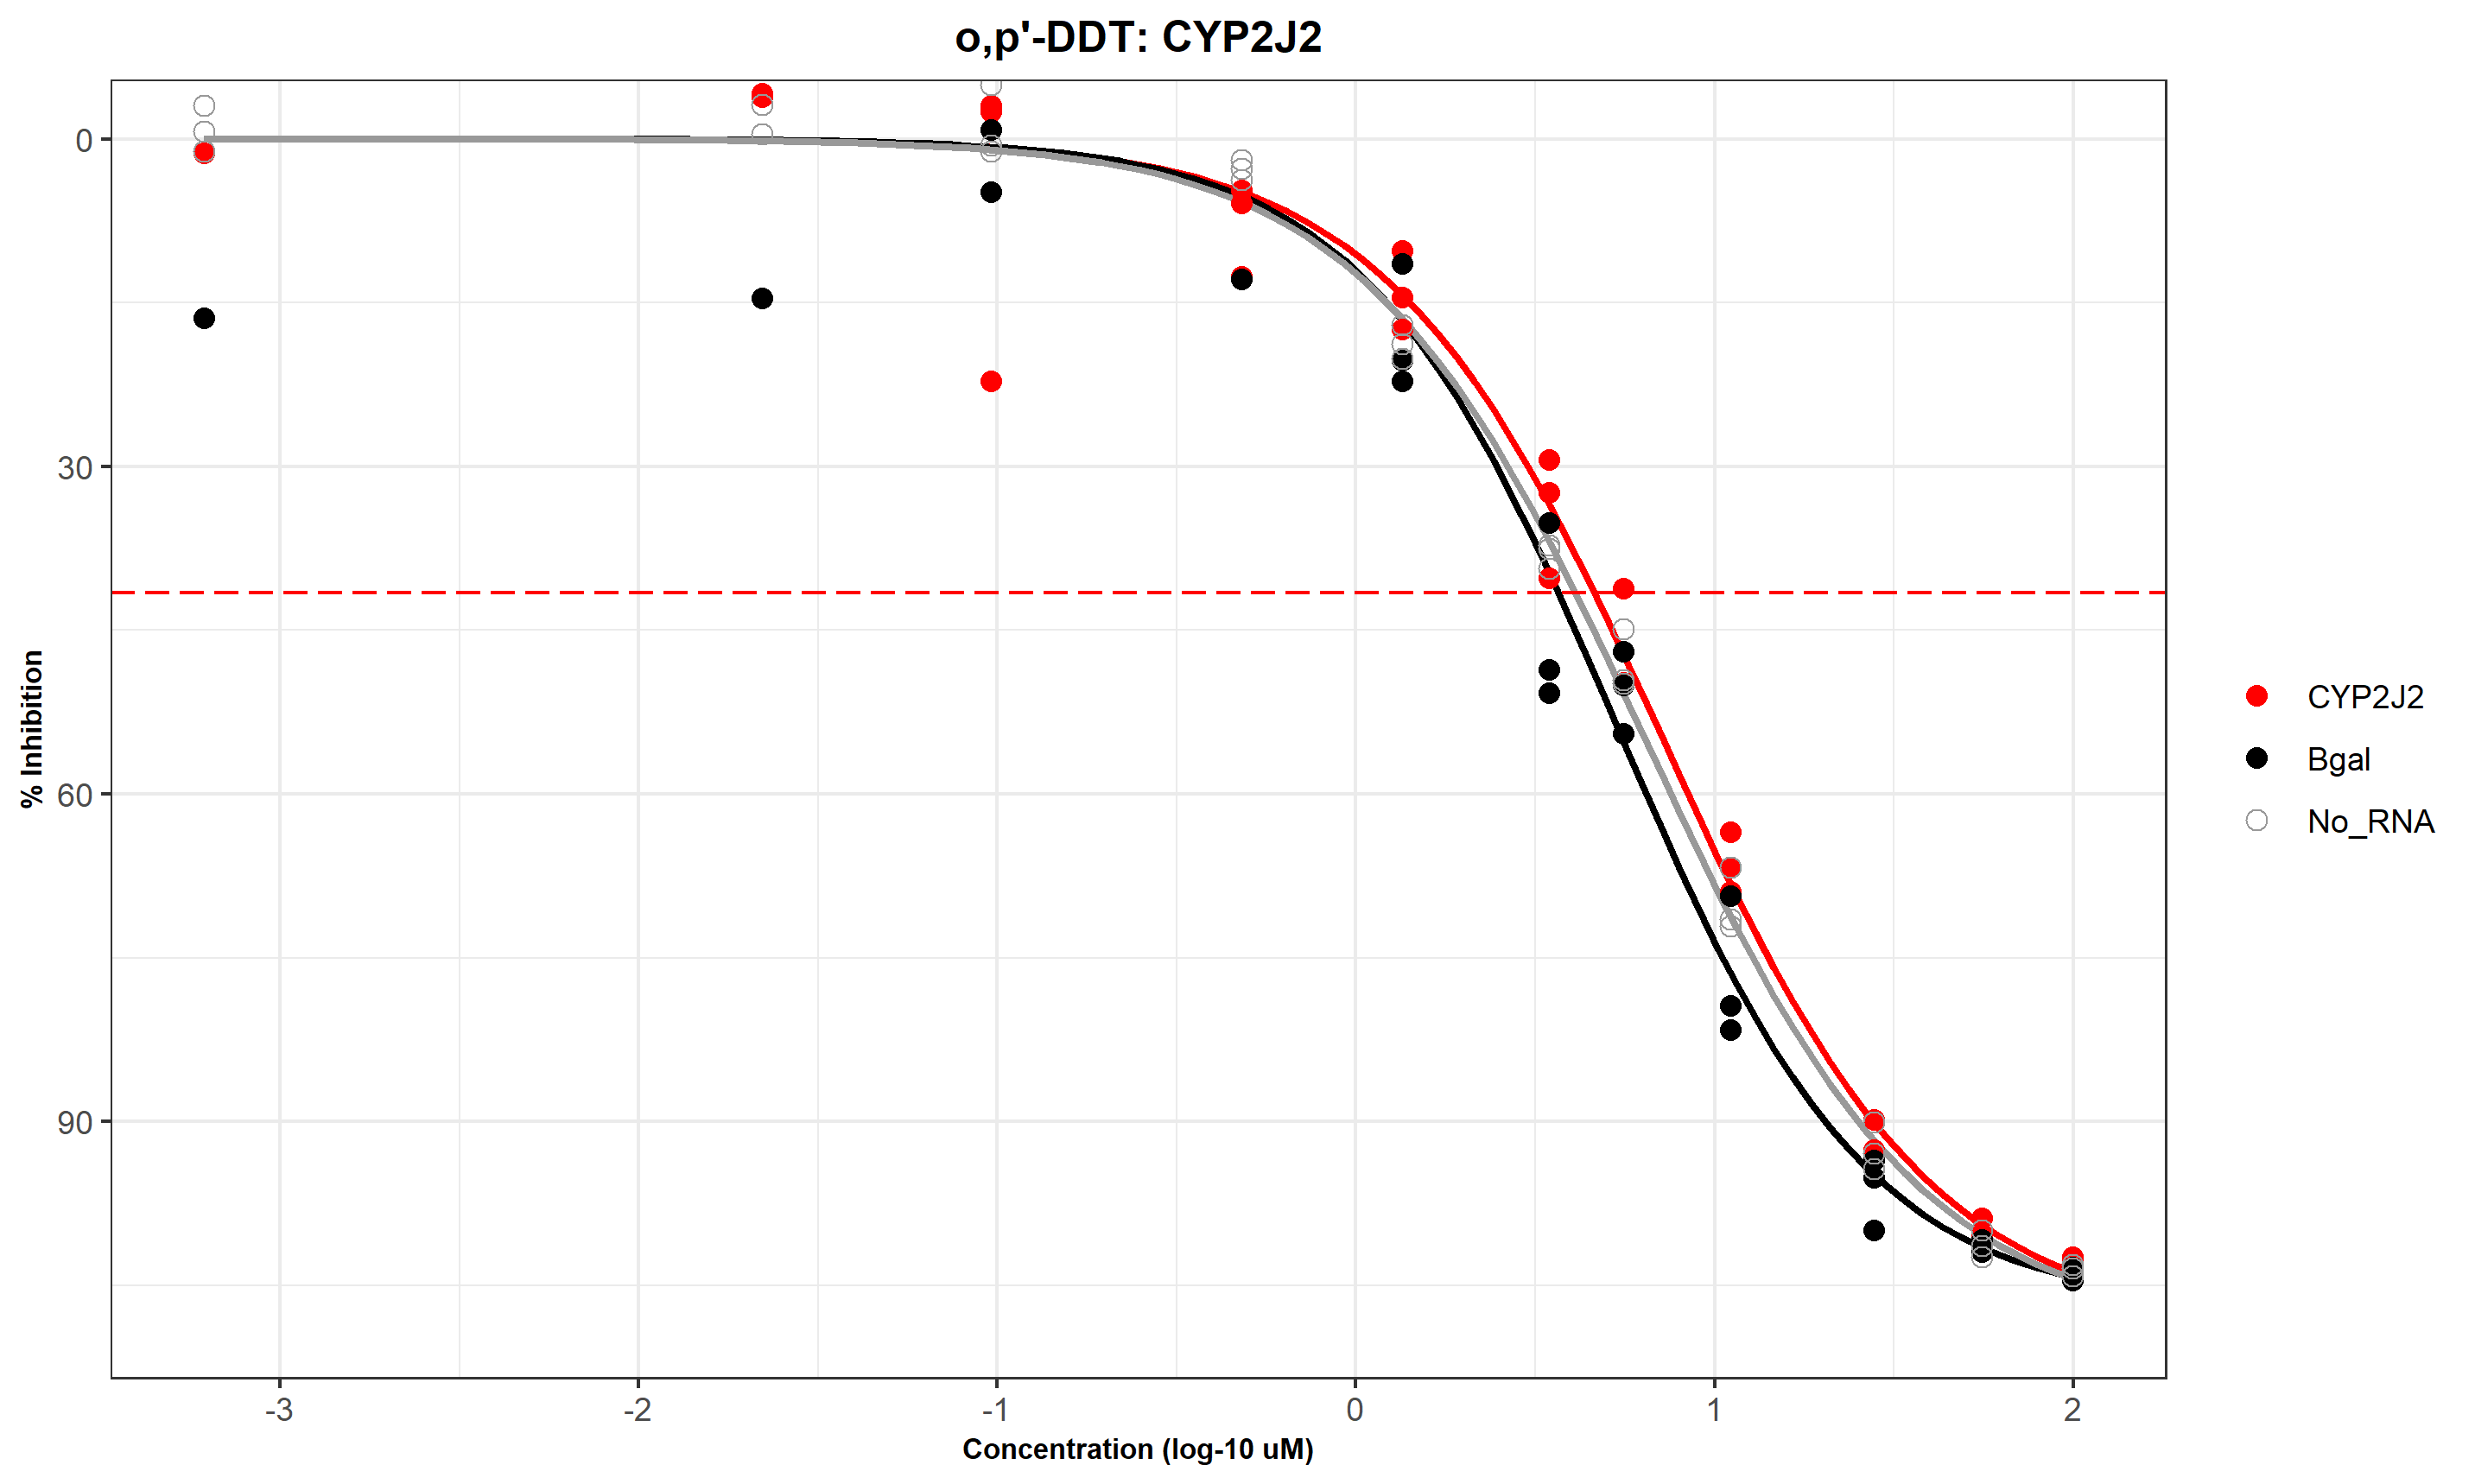 o,p'-DDT: CYP2J2
0
30
60
90
% Inhibition
-3
-2
-1
0
1
2
Concentration (log-10 uM)
CYP2J2
Bgal
No_RNA